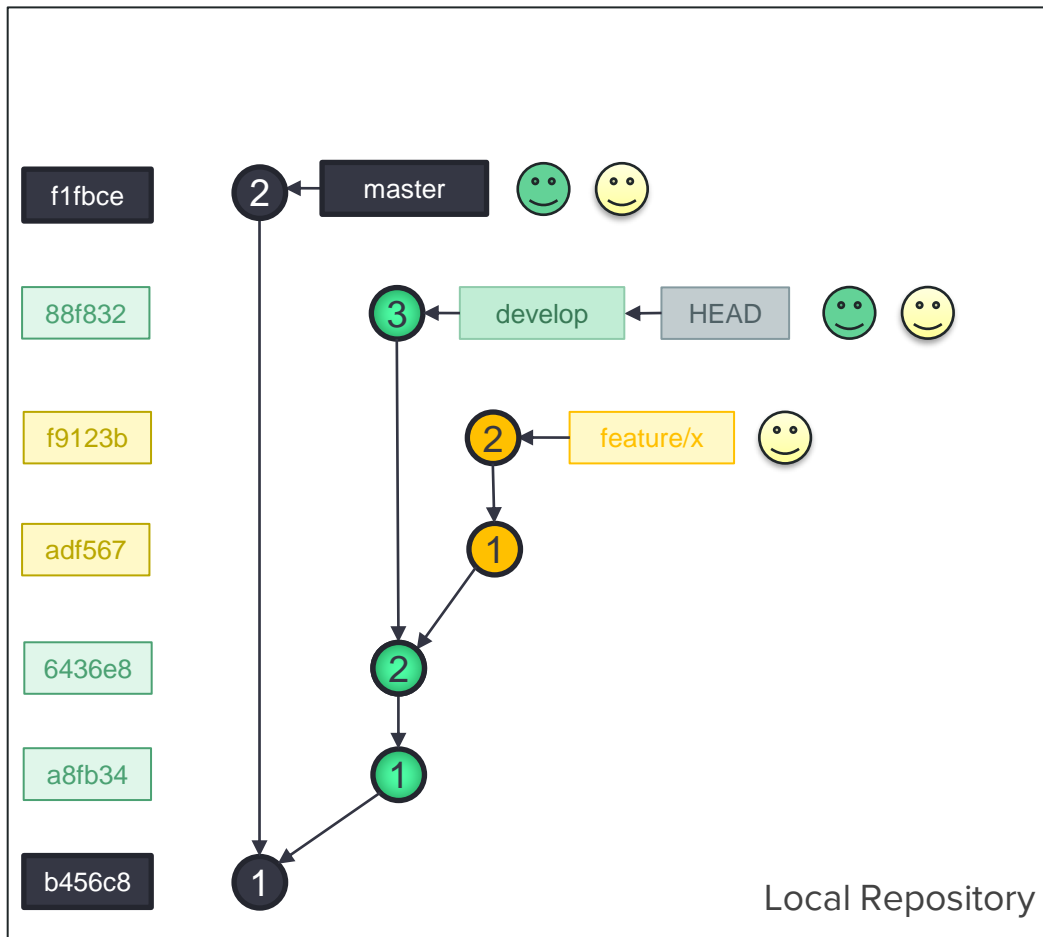 f1fbce
2
master
88f832
3
develop
HEAD
f9123b
2
feature/x
adf567
1
6436e8
2
a8fb34
1
b456c8
1
Local Repository